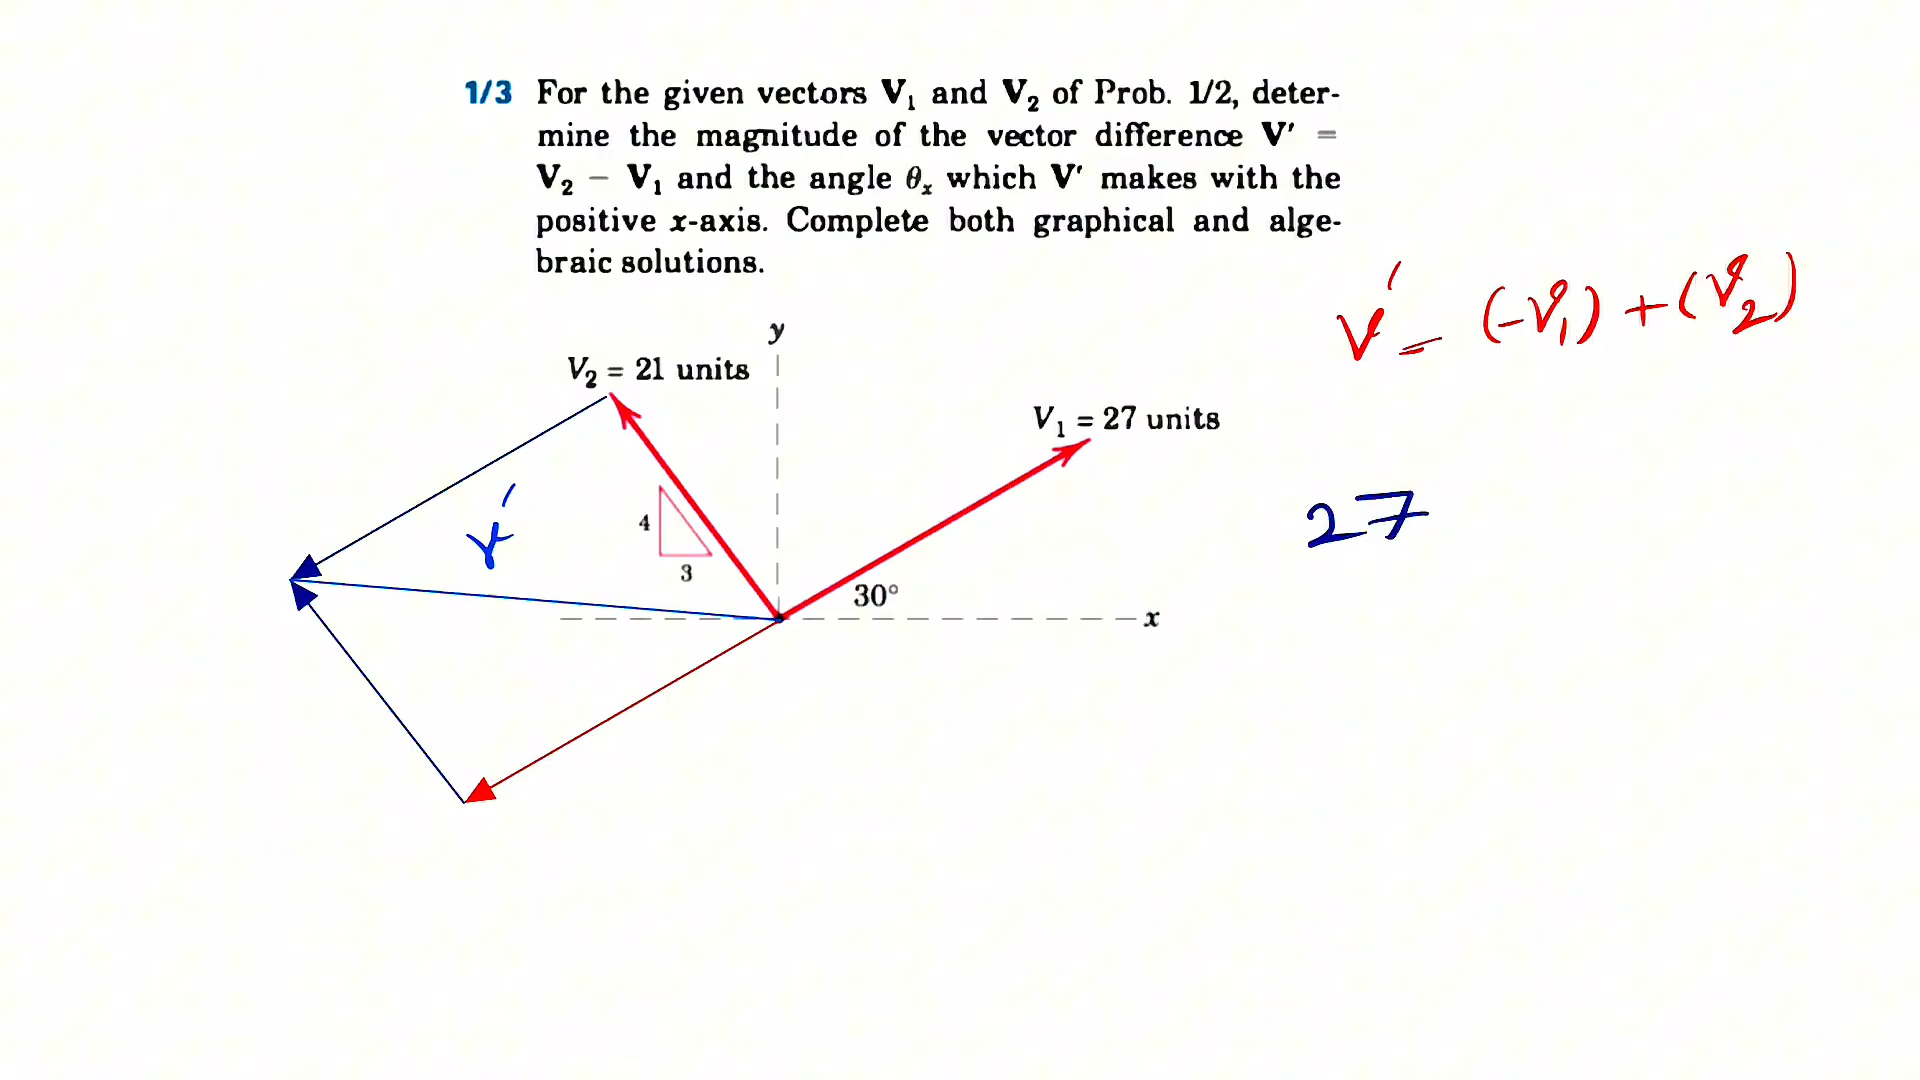 1/3 For the given vectors V₁ and V₂ of Prob. 1/2, deter-
mine the magnitude of the vector difference V′ =
V₂ − V₁ and the angle θₓ which V′ makes with the
positive x-axis. Complete both graphical and alge-
braic solutions.
V′ = (-V₁) + (V₂)
y
V₂ = 21 units
V₁ = 27 units
V′
4
3
27
30°
x